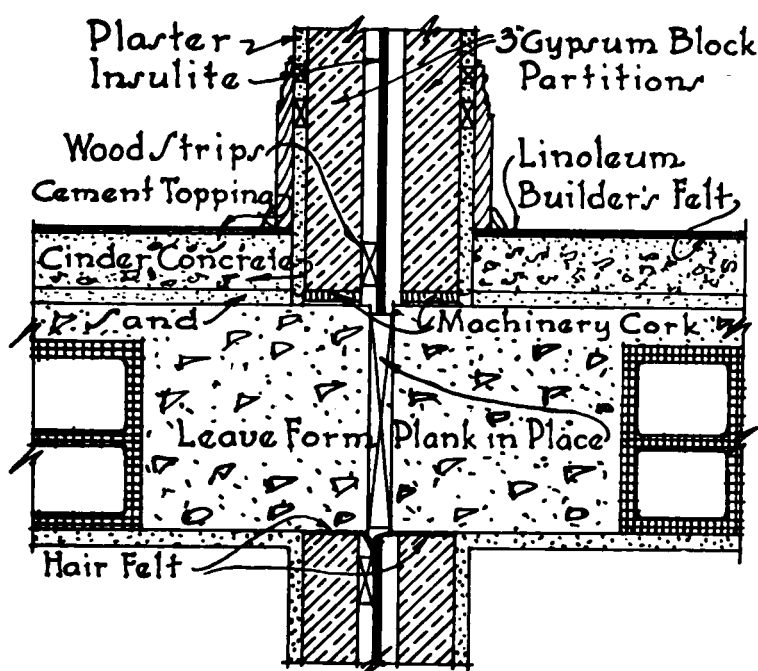 Plaster
Insulite
3" Gypsum Block
Partitions
Wood Strips
Cement Topping
Linoleum
Builder's Felt
Cinder Concrete
Sand
Machinery Cork
Leave Form Plank in Place
Hair Felt